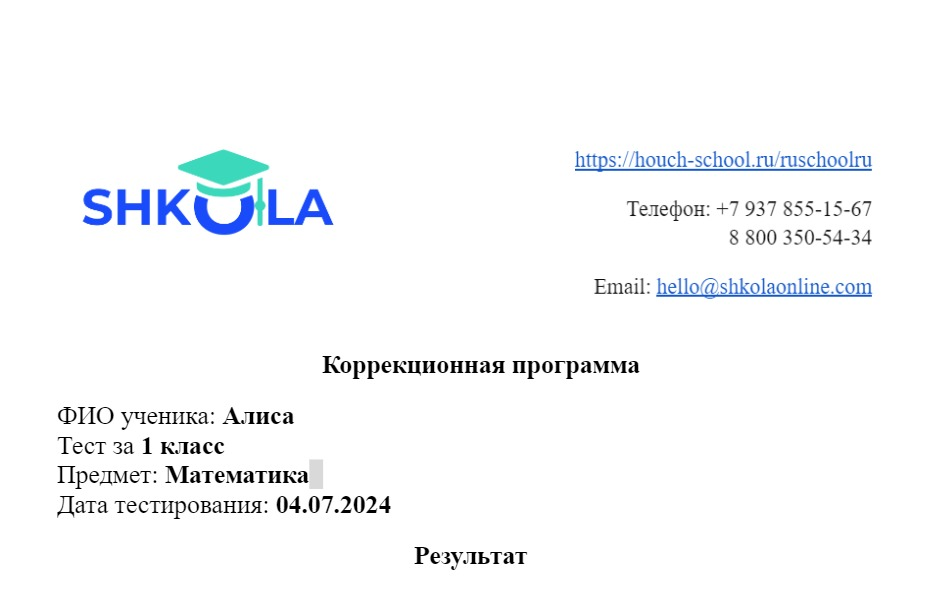 SHKOLA
https://houch-school.ru/ruschoolru
Телефон: +7 937 855-15-67
8 800 350-54-34
Email: hello@shkolaonline.com
Коррекционная программа
ФИО ученика: Алиса
Тест за 1 класс
Предмет: Математика
Дата тестирования: 04.07.2024
Результат